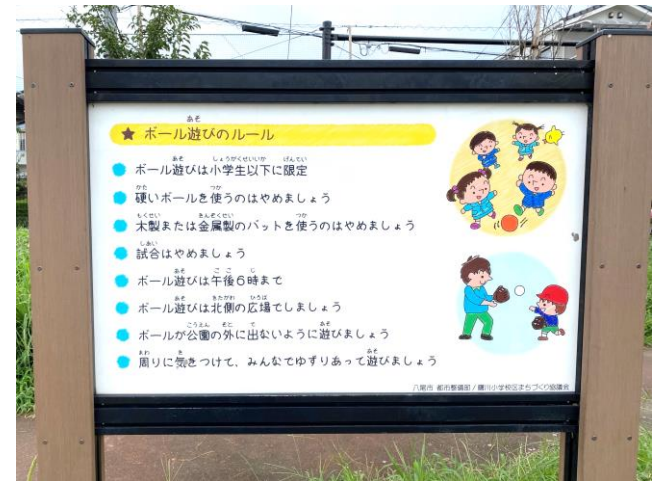 ★ ボール遊びのルール
ボール遊びは小学生以下に限定
硬いボールを使うのはやめましょう
木製または金属製のバットを使うのはやめましょう
試合はやめましょう
ボール遊びは午後6時まで
ボール遊びは北側の広場でしましょう
ボールが公園の外に出ないように遊びましょう
周りに気をつけて、みんなでゆずりあって遊びましょう
八尾市 都市整備部/ 小学校区まちづくり協議会